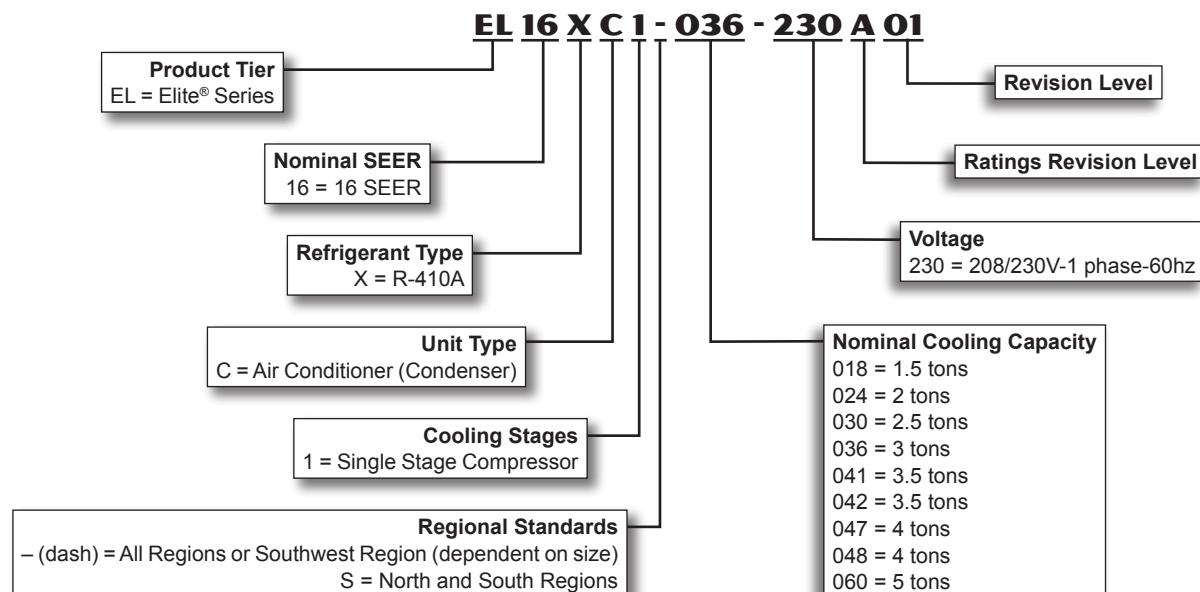 EL 16 X C 1 - 036 - 230 A 01
Product Tier
EL = Elite® Series
Nominal SEER
16 = 16 SEER
Refrigerant Type
X = R-410A
Unit Type
C = Air Conditioner (Condenser)
Cooling Stages
1 = Single Stage Compressor
Regional Standards
– (dash) = All Regions or Southwest Region (dependent on size)
S = North and South Regions
Revision Level
Ratings Revision Level
Voltage
230 = 208/230V-1 phase-60hz
Nominal Cooling Capacity
018 = 1.5 tons
024 = 2 tons
030 = 2.5 tons
036 = 3 tons
041 = 3.5 tons
042 = 3.5 tons
047 = 4 tons
048 = 4 tons
060 = 5 tons